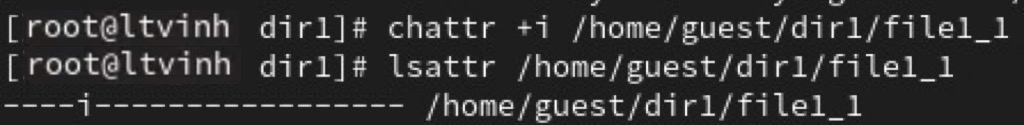 [root@ltvinh dir1]# chattr +i /home/guest/dir1/file1_1
[root@ltvinh dir1]# lsattr /home/guest/dir1/file1_1
----i----------------- /home/guest/dir1/file1_1